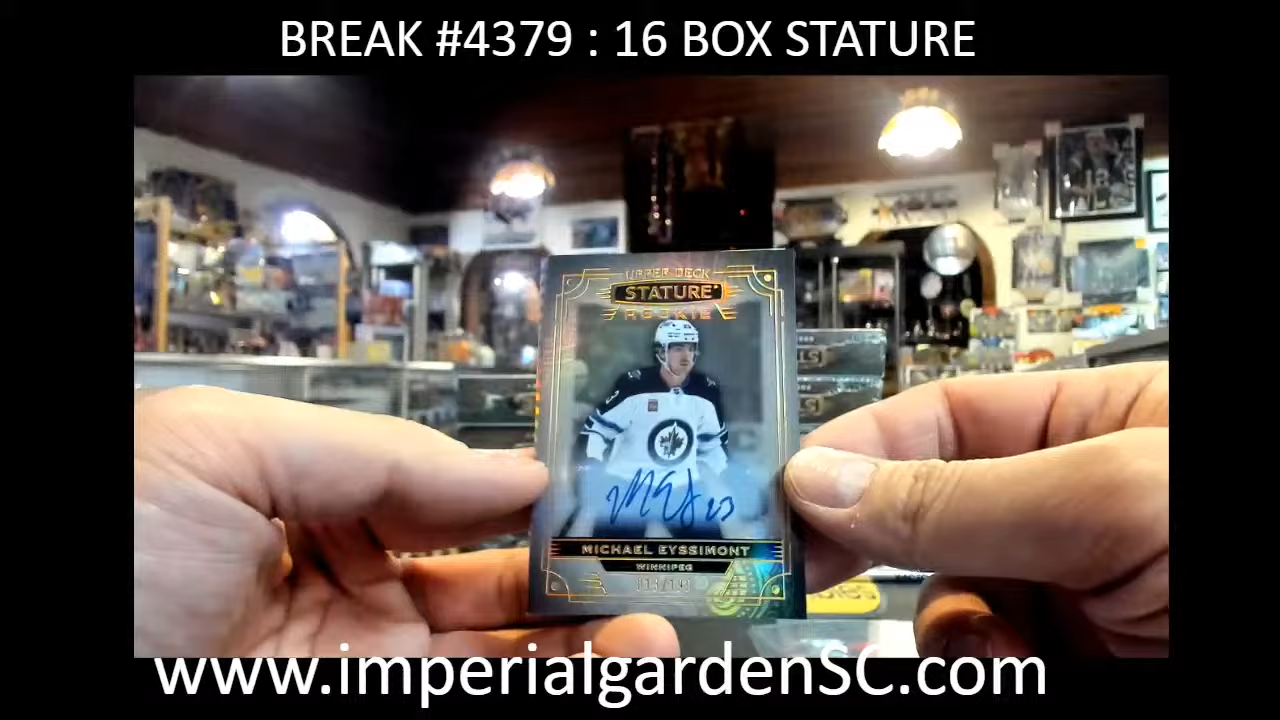 BREAK #4379 : 16 BOX STATURE
UPPER DECK
STATURE
ROOKIE
MICHAEL EYSSIMONT
WINNIPEG
www.imperialgardenSC.com